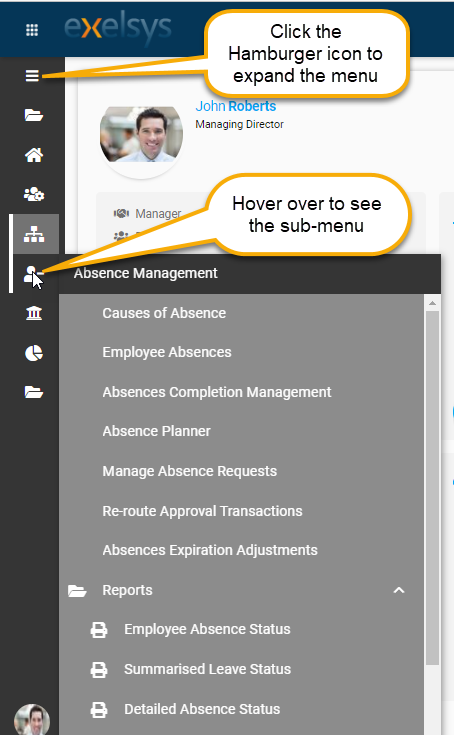 exelsys
Click the
Hamburger icon to
expand the menu
John Roberts
Managing Director
Manager
Hover over to see
the sub-menu
Absence Management
Causes of Absence
Employee Absences
Absences Completion Management
Absence Planner
Manage Absence Requests
Re-route Approval Transactions
Absences Expiration Adjustments
Reports
Employee Absence Status
Summarised Leave Status
Detailed Absence Status